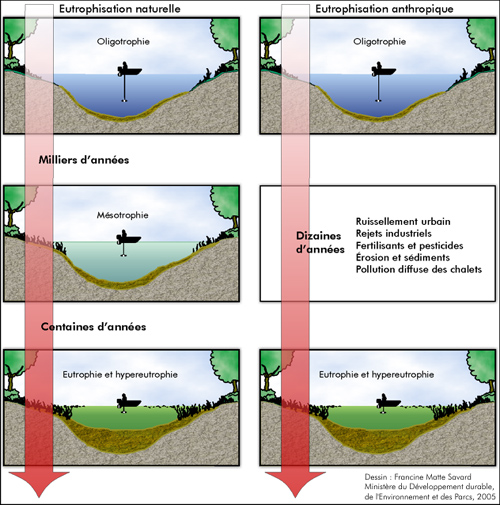 Eutrophisation naturelle
Eutrophisation anthropique
Oligotrophie
Oligotrophie
Milliers d'années
Mésotrophie
Dizaines
d'années
Ruissellement urbain
Rejets industriels
Fertilisants et pesticides
Érosion et sédiments
Pollution diffuse des chalets
Centaines d'années
Eutrophie et hypereutrophie
Eutrophie et hypereutrophie
Dessin : Francine Matte Savard
Ministère du Développement durable,
de l'Environnement et des Parcs, 2005